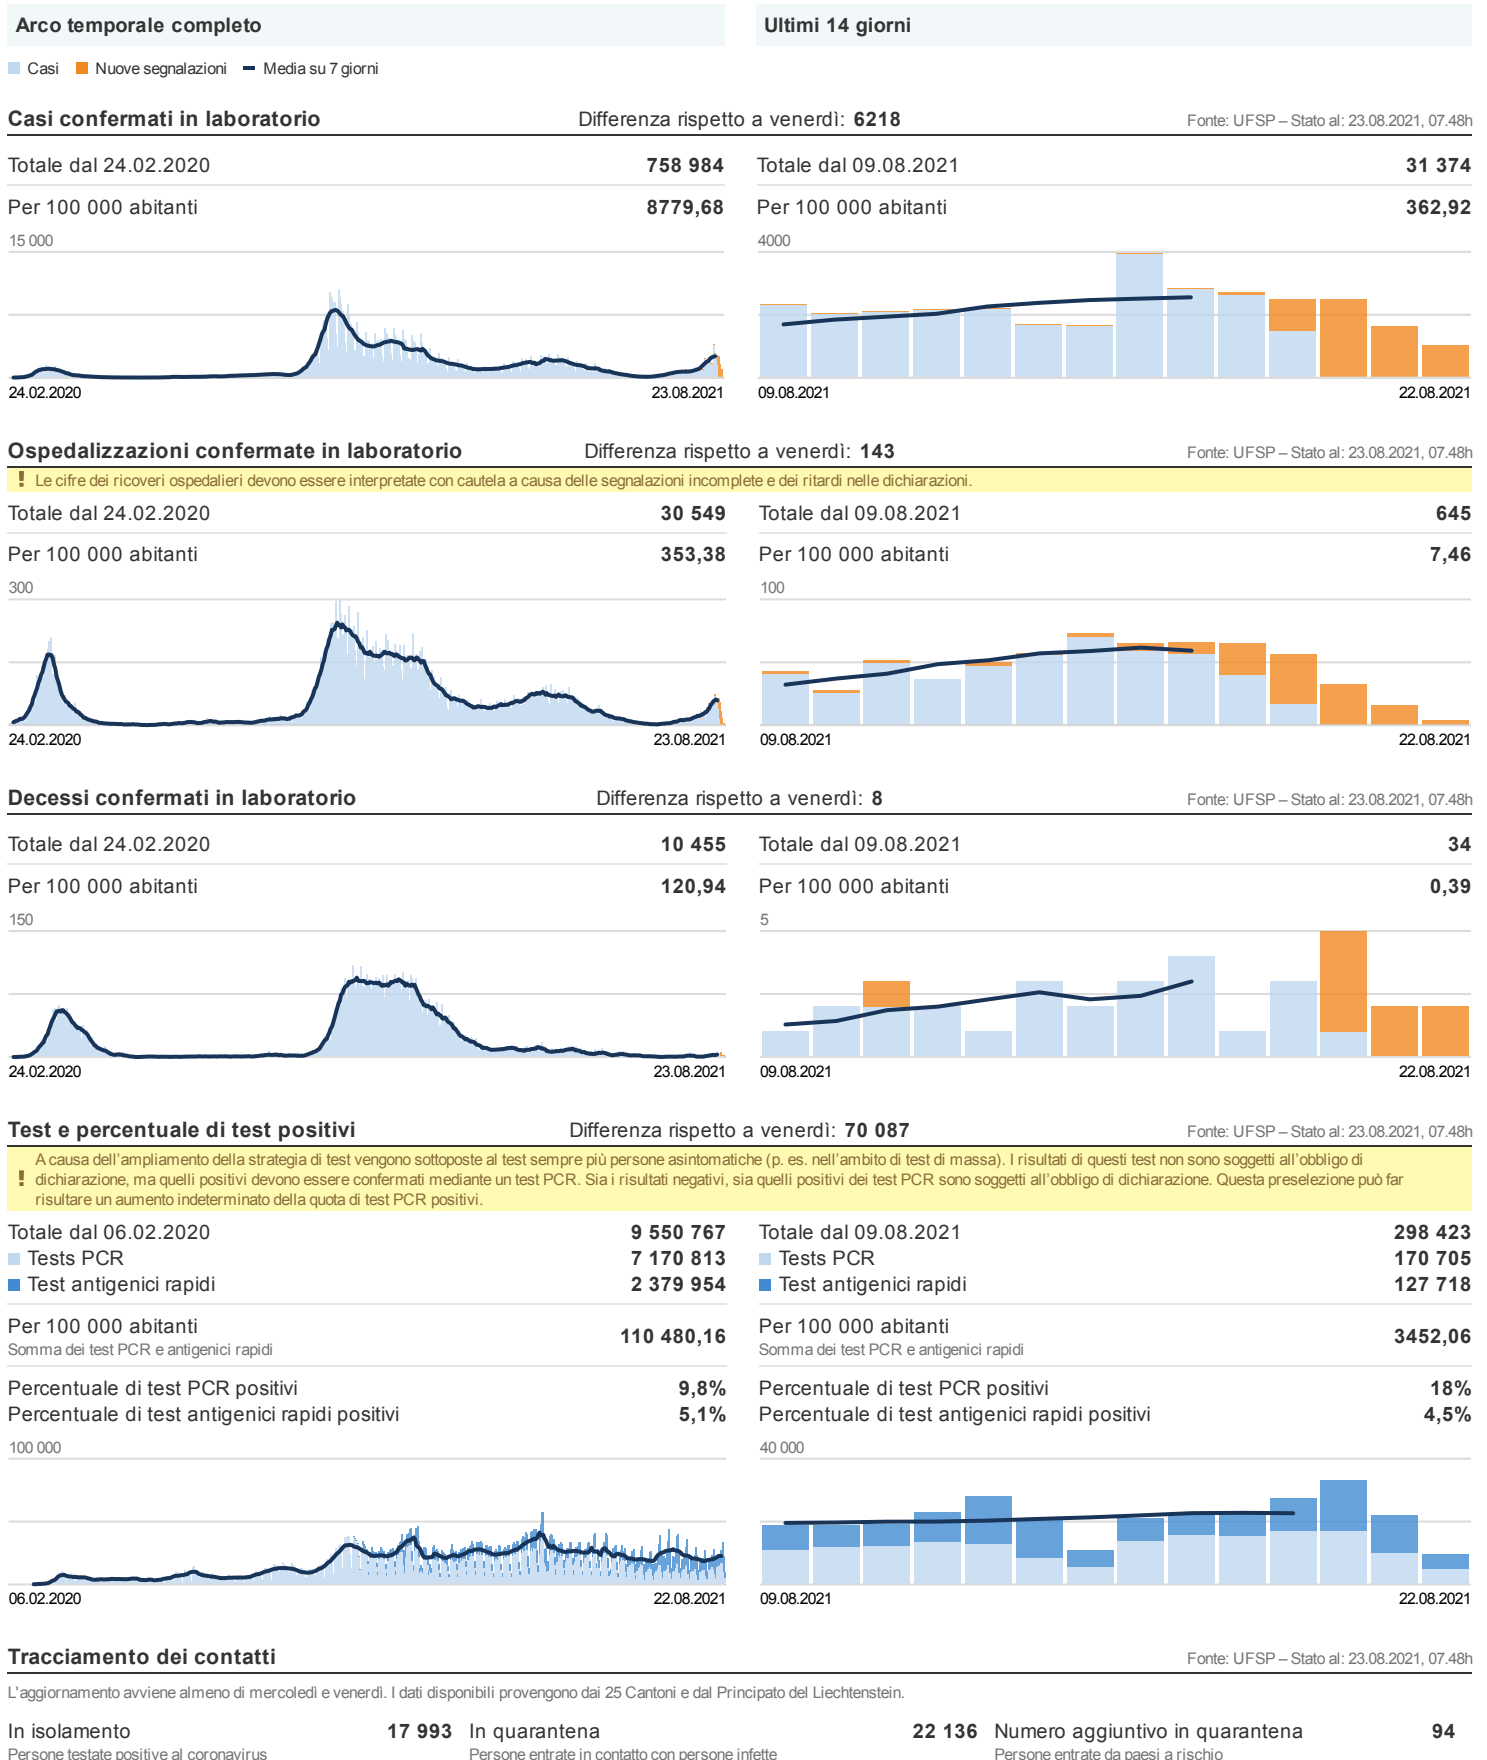 Arco temporale completo
Ultimi 14 giorni
Casi Nuove segnalazioni Media su 7 giorni
Casi confermati in laboratorio Differenza rispetto a venerdì: 6218 Fonte: UFSP – Stato al: 23.08.2021, 07.48h
Totale dal 24.02.2020 758 984
Per 100 000 abitanti 8779,68
15 000
24.02.2020 23.08.2021
Totale dal 09.08.2021 31 374
Per 100 000 abitanti 362,92
4000
09.08.2021 22.08.2021
Ospedalizzazioni confermate in laboratorio Differenza rispetto a venerdì: 143 Fonte: UFSP – Stato al: 23.08.2021, 07.48h
! Le cifre dei ricoveri ospedalieri devono essere interpretate con cautela a causa delle segnalazioni incomplete e dei ritardi nelle dichiarazioni.
Totale dal 24.02.2020 30 549
Per 100 000 abitanti 353,38
300
24.02.2020 23.08.2021
Totale dal 09.08.2021 645
Per 100 000 abitanti 7,46
100
09.08.2021 22.08.2021
Decessi confermati in laboratorio Differenza rispetto a venerdì: 8 Fonte: UFSP – Stato al: 23.08.2021, 07.48h
Totale dal 24.02.2020 10 455
Per 100 000 abitanti 120,94
150
24.02.2020 23.08.2021
Totale dal 09.08.2021 34
Per 100 000 abitanti 0,39
5
09.08.2021 22.08.2021
Test e percentuale di test positivi Differenza rispetto a venerdì: 70 087 Fonte: UFSP – Stato al: 23.08.2021, 07.48h
A causa dell'ampliamento della strategia di test vengono sottoposte al test sempre più persone asintomatiche (p. es. nell'ambito di test di massa). I risultati di questi test non sono soggetti all'obbligo di
! dichiarazione, ma quelli positivi devono essere confermati mediante un test PCR. Sia i risultati negativi, sia quelli positivi dei test PCR sono soggetti all'obbligo di dichiarazione. Questa preselezione può far
risultare un aumento indeterminato della quota di test PCR positivi.
Totale dal 06.02.2020 9 550 767
Tests PCR 7 170 813
Test antigenici rapidi 2 379 954
Per 100 000 abitanti 110 480,16
Somma dei test PCR e antigenici rapidi
Percentuale di test PCR positivi 9,8%
Percentuale di test antigenici rapidi positivi 5,1%
100 000
06.02.2020 22.08.2021
Totale dal 09.08.2021 298 423
Tests PCR 170 705
Test antigenici rapidi 127 718
Per 100 000 abitanti 3452,06
Somma dei test PCR e antigenici rapidi
Percentuale di test PCR positivi 18%
Percentuale di test antigenici rapidi positivi 4,5%
40 000
09.08.2021 22.08.2021
Tracciamento dei contatti Fonte: UFSP – Stato al: 23.08.2021, 07.48h
L'aggiornamento avviene almeno di mercoledì e venerdì. I dati disponibili provengono dai 25 Cantoni e dal Principato del Liechtenstein.
In isolamento 17 993
Persone testate positive al coronavirus
In quarantena 22 136
Persone entrate in contatto con persone infette
Numero aggiuntivo in quarantena 94
Persone entrate da paesi a rischio